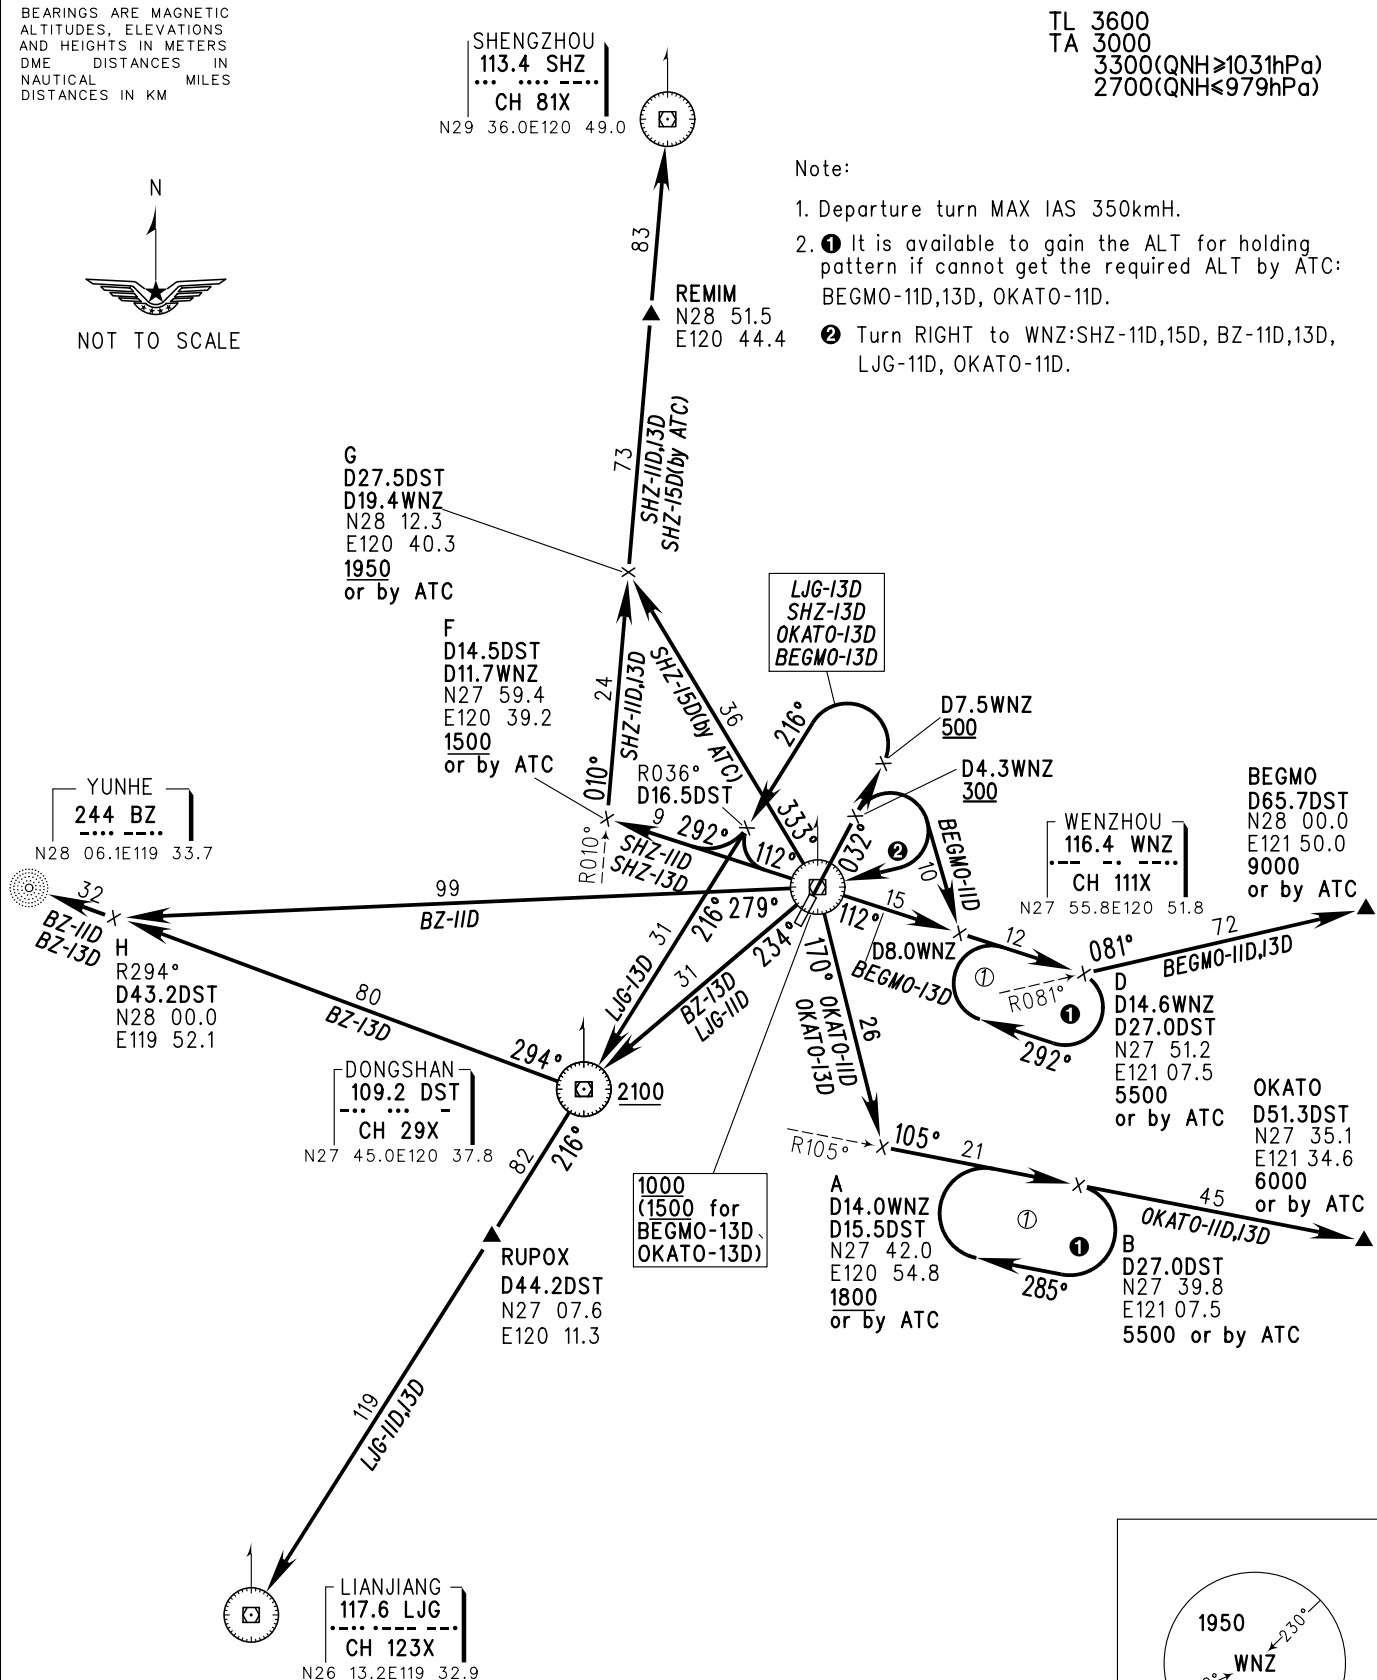 BEARINGS ARE MAGNETIC
ALTITUDES, ELEVATIONS
AND HEIGHTS IN METERS
DME DISTANCES IN
NAUTICAL MILES
DISTANCES IN KM
TL 3600
TA 3000
3300(QNH≥1031hPa)
2700(QNH≤979hPa)
SHENGZHOU
113.4 SHZ
··· ···· --··
CH 81X
N29 36.0E120 49.0
N
NOT TO SCALE
Note:
1. Departure turn MAX IAS 350kmH.
2. ❶ It is available to gain the ALT for holding
pattern if cannot get the required ALT by ATC:
BEGMO-11D,13D, OKATO-11D.
❷ Turn RIGHT to WNZ:SHZ-11D,15D, BZ-11D,13D,
LJG-11D, OKATO-11D.
83
REMIM
N28 51.5
E120 44.4
73
SHZ-11D,13D
SHZ-15D(by ATC)
G
D27.5DST
D19.4WNZ
N28 12.3
E120 40.3
1950
or by ATC
F
D14.5DST
D11.7WNZ
N27 59.4
E120 39.2
1500
or by ATC
24
SHZ-11D,13D
010°
R010°
SHZ-15D(by ATC)
36
333°
LJG-13D
SHZ-13D
OKATO-13D
BEGMO-13D
216°
D7.5WNZ
500
D4.3WNZ
300
R036°
D16.5DST
9
292°
112°
SHZ-11D
SHZ-13D
032°
❷
BEGMO-11D
10
WENZHOU
116.4 WNZ
·-- -· --··
CH 111X
N27 55.8E120 51.8
BEGMO
D65.7DST
N28 00.0
E121 50.0
9000
or by ATC
YUNHE
244 BZ
-··· --··
N28 06.1E119 33.7
32
BZ-11D
BZ-13D
99
BZ-11D
279°
H
R294°
D43.2DST
N28 00.0
E119 52.1
80
BZ-13D
294°
216°
31
LJG-13D
234°
31
BZ-13D
LJG-11D
15
112°
BEGMO-13D
D8.0WNZ
12
①
R081°
❶
292°
081°
72
BEGMO-11D,13D
D
D14.6WNZ
D27.0DST
N27 51.2
E121 07.5
5500
or by ATC
170°
OKATO-11D
OKATO-13D
26
DONGSHAN
109.2 DST
-·· ··· -
CH 29X
N27 45.0E120 37.8
2100
216°
82
RUPOX
D44.2DST
N27 07.6
E120 11.3
1000
(1500 for
BEGMO-13D、
OKATO-13D)
R105°
105°
21
A
D14.0WNZ
D15.5DST
N27 42.0
E120 54.8
1800
or by ATC
①
❶
285°
B
D27.0DST
N27 39.8
E121 07.5
5500 or by ATC
45
OKATO-11D,13D
OKATO
D51.3DST
N27 35.1
E121 34.6
6000
or by ATC
119
LJG-11D,13D
LIANJIANG
117.6 LJG
·-·· ·--- --·
CH 123X
N26 13.2E119 32.9
1950
230°
WNZ